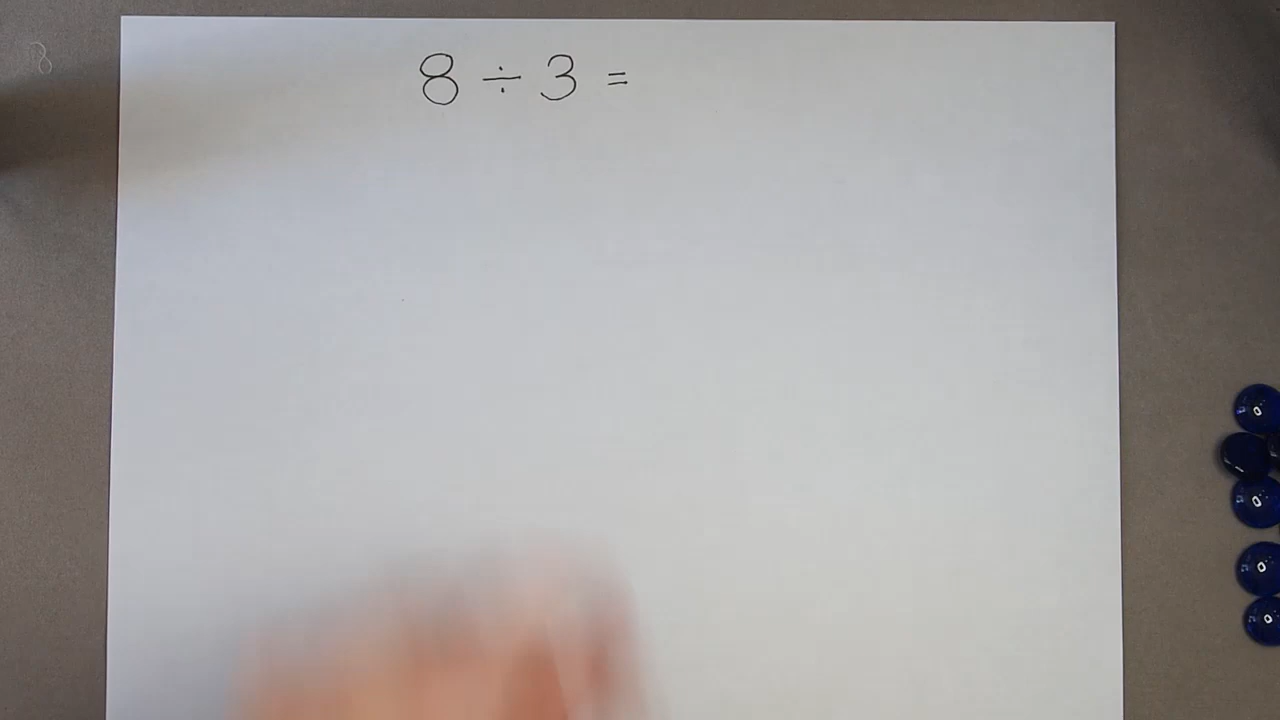 8 ÷ 3 =